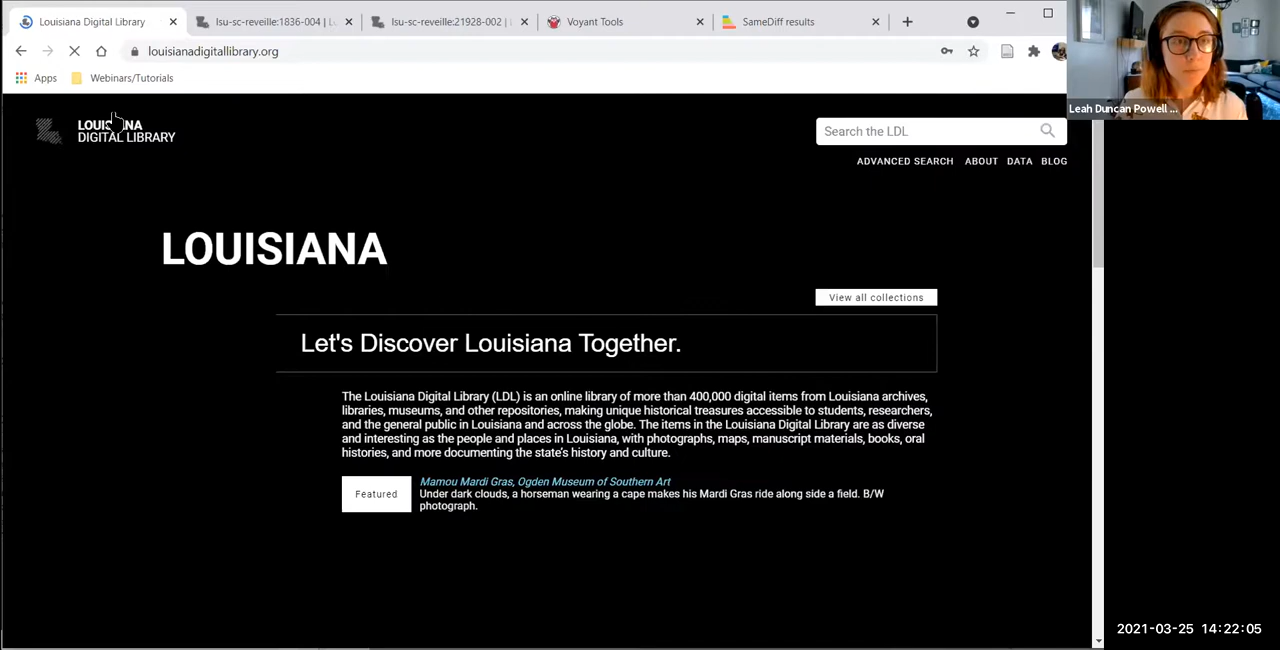 Louisiana Digital Library
lsu-sc-reveille:1836-004 | L
lsu-sc-reveille:21928-002 |
Voyant Tools
SameDiff results
louisianadigitallibrary.org
Apps
Webinars/Tutorials
Leah Duncan Powell ...
LOUISIANA
DIGITAL LIBRARY
Search the LDL
ADVANCED SEARCH ABOUT DATA BLOG
LOUISIANA
View all collections
Let's Discover Louisiana Together.
The Louisiana Digital Library (LDL) is an online library of more than 400,000 digital items from Louisiana archives,
libraries, museums, and other repositories, making unique historical treasures accessible to students, researchers,
and the general public in Louisiana and across the globe. The items in the Louisiana Digital Library are as diverse
and interesting as the people and places in Louisiana, with photographs, maps, manuscript materials, books, oral
histories, and more documenting the state's history and culture.
Featured
Mamou Mardi Gras, Ogden Museum of Southern Art
Under dark clouds, a horseman wearing a cape makes his Mardi Gras ride along side a field. B/W
photograph.
2021-03-25 14:22:05